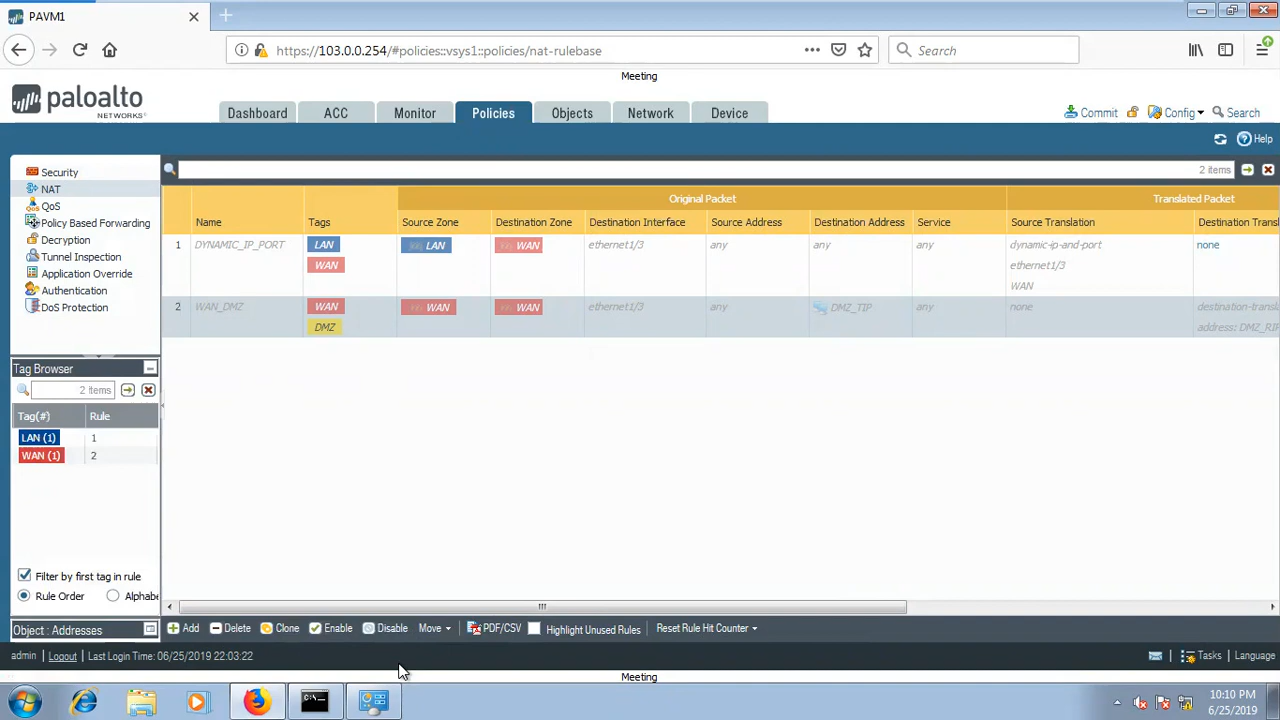 PAVM1
https://103.0.0.254/#policies::vsys1::policies/nat-rulebase
Search
Meeting
paloalto
NETWORKS
Dashboard
ACC
Monitor
Policies
Objects
Network
Device
Commit
Config
Search
Help
Security
NAT
QoS
Policy Based Forwarding
Decryption
Tunnel Inspection
Application Override
Authentication
DoS Protection
2 items
Original Packet
Translated Packet
Name
Tags
Source Zone
Destination Zone
Destination Interface
Source Address
Destination Address
Service
Source Translation
Destination Trans
1
DYNAMIC_IP_PORT
LAN
WAN
LAN
WAN
ethernet1/3
any
any
any
dynamic-ip-and-port
ethernet1/3
WAN
none
2
WAN_DMZ
WAN
DMZ
WAN
WAN
ethernet1/3
any
DMZ_TIP
any
none
destination-transl
address: DMZ_RIP
Tag Browser
2 items
Tag(#)
Rule
LAN (1)
1
WAN (1)
2
Filter by first tag in rule
Rule Order
Alphabe
Object : Addresses
Add
Delete
Clone
Enable
Disable
Move
PDF/CSV
Highlight Unused Rules
Reset Rule Hit Counter
admin
Logout
Last Login Time: 06/25/2019 22:03:22
Tasks
Language
Meeting
10:10 PM
6/25/2019